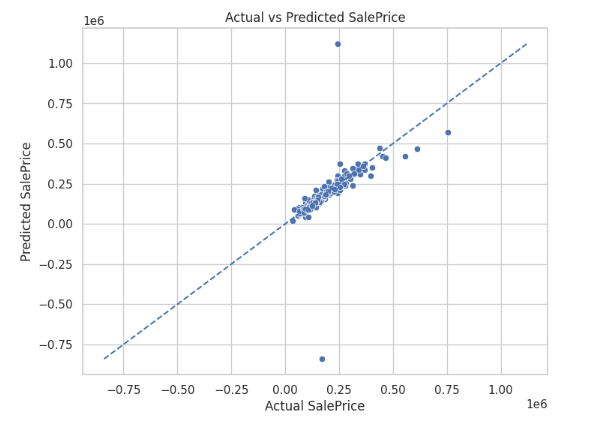 Actual vs Predicted SalePrice
1e6
1.00
0.75
0.50
0.25
0.00
−0.25
−0.50
−0.75
Predicted SalePrice
−0.75 −0.50 −0.25 0.00 0.25 0.50 0.75 1.00
1e6
Actual SalePrice